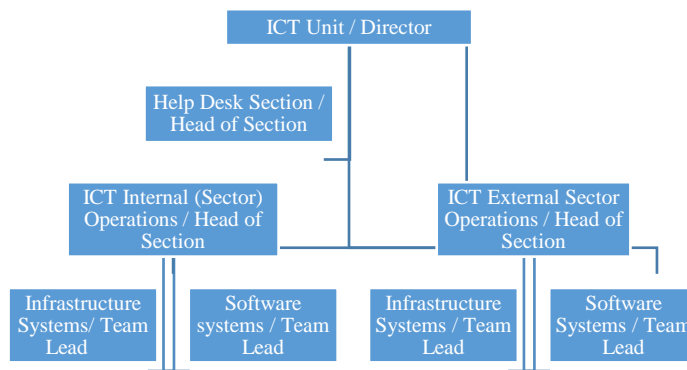 ICT Unit / Director
Help Desk Section /
Head of Section
ICT Internal (Sector)
Operations / Head of
Section
ICT External Sector
Operations / Head of
Section
Infrastructure
Systems/ Team
Lead
Software
systems / Team
Lead
Infrastructure
Systems / Team
Lead
Software
Systems / Team
Lead